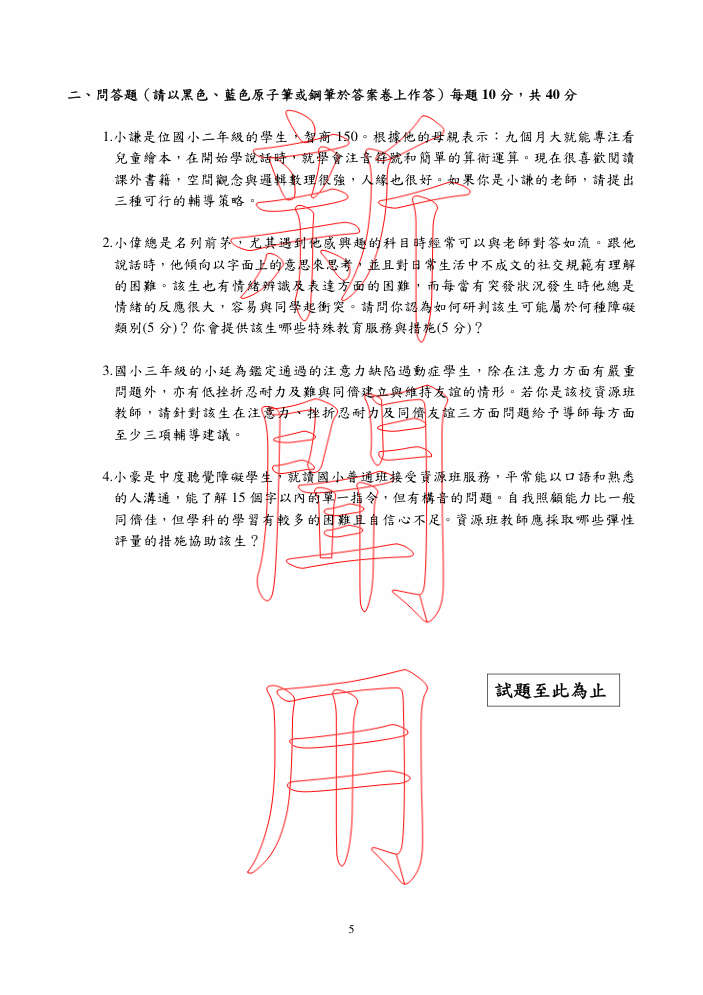 二、問答題（請以黑色、藍色原子筆或鋼筆於答案卷上作答）每題 10 分，共 40 分
1.小謙是位國小二年級的學生，智商 150。根據他的母親表示：九個月大就能專注看
兒童繪本，在開始學說話時，就學會注音符號和簡單的算術運算。現在很喜歡閱讀
課外書籍，空間觀念與邏輯數理很強，人緣也很好。如果你是小謙的老師，請提出
三種可行的輔導策略。
2.小偉總是名列前茅，尤其遇到他感興趣的科目時經常可以與老師對答如流。跟他
說話時，他傾向以字面上的意思來思考，並且對日常生活中不成文的社交規範有理解
的困難。該生也有情緒辨識及表達方面的困難，而每當有突發狀況發生時他總是
情緒的反應很大，容易與同學起衝突。請問你認為如何研判該生可能屬於何種障礙
類別(5 分)？你會提供該生哪些特殊教育服務與措施(5 分)？
3.國小三年級的小延為鑑定通過的注意力缺陷過動症學生，除在注意力方面有嚴重
問題外，亦有低挫折忍耐力及難與同儕建立與維持友誼的情形。若你是該校資源班
教師，請針對該生在注意力、挫折忍耐力及同儕友誼三方面問題給予導師每方面
至少三項輔導建議。
4.小豪是中度聽覺障礙學生，就讀國小普通班接受資源班服務，平常能以口語和熟悉
的人溝通，能了解 15 個字以內的單一指令，但有構音的問題。自我照顧能力比一般
同儕佳，但學科的學習有較多的困難且自信心不足。資源班教師應採取哪些彈性
評量的措施協助該生？
新
聞
用
試題至此為止
5